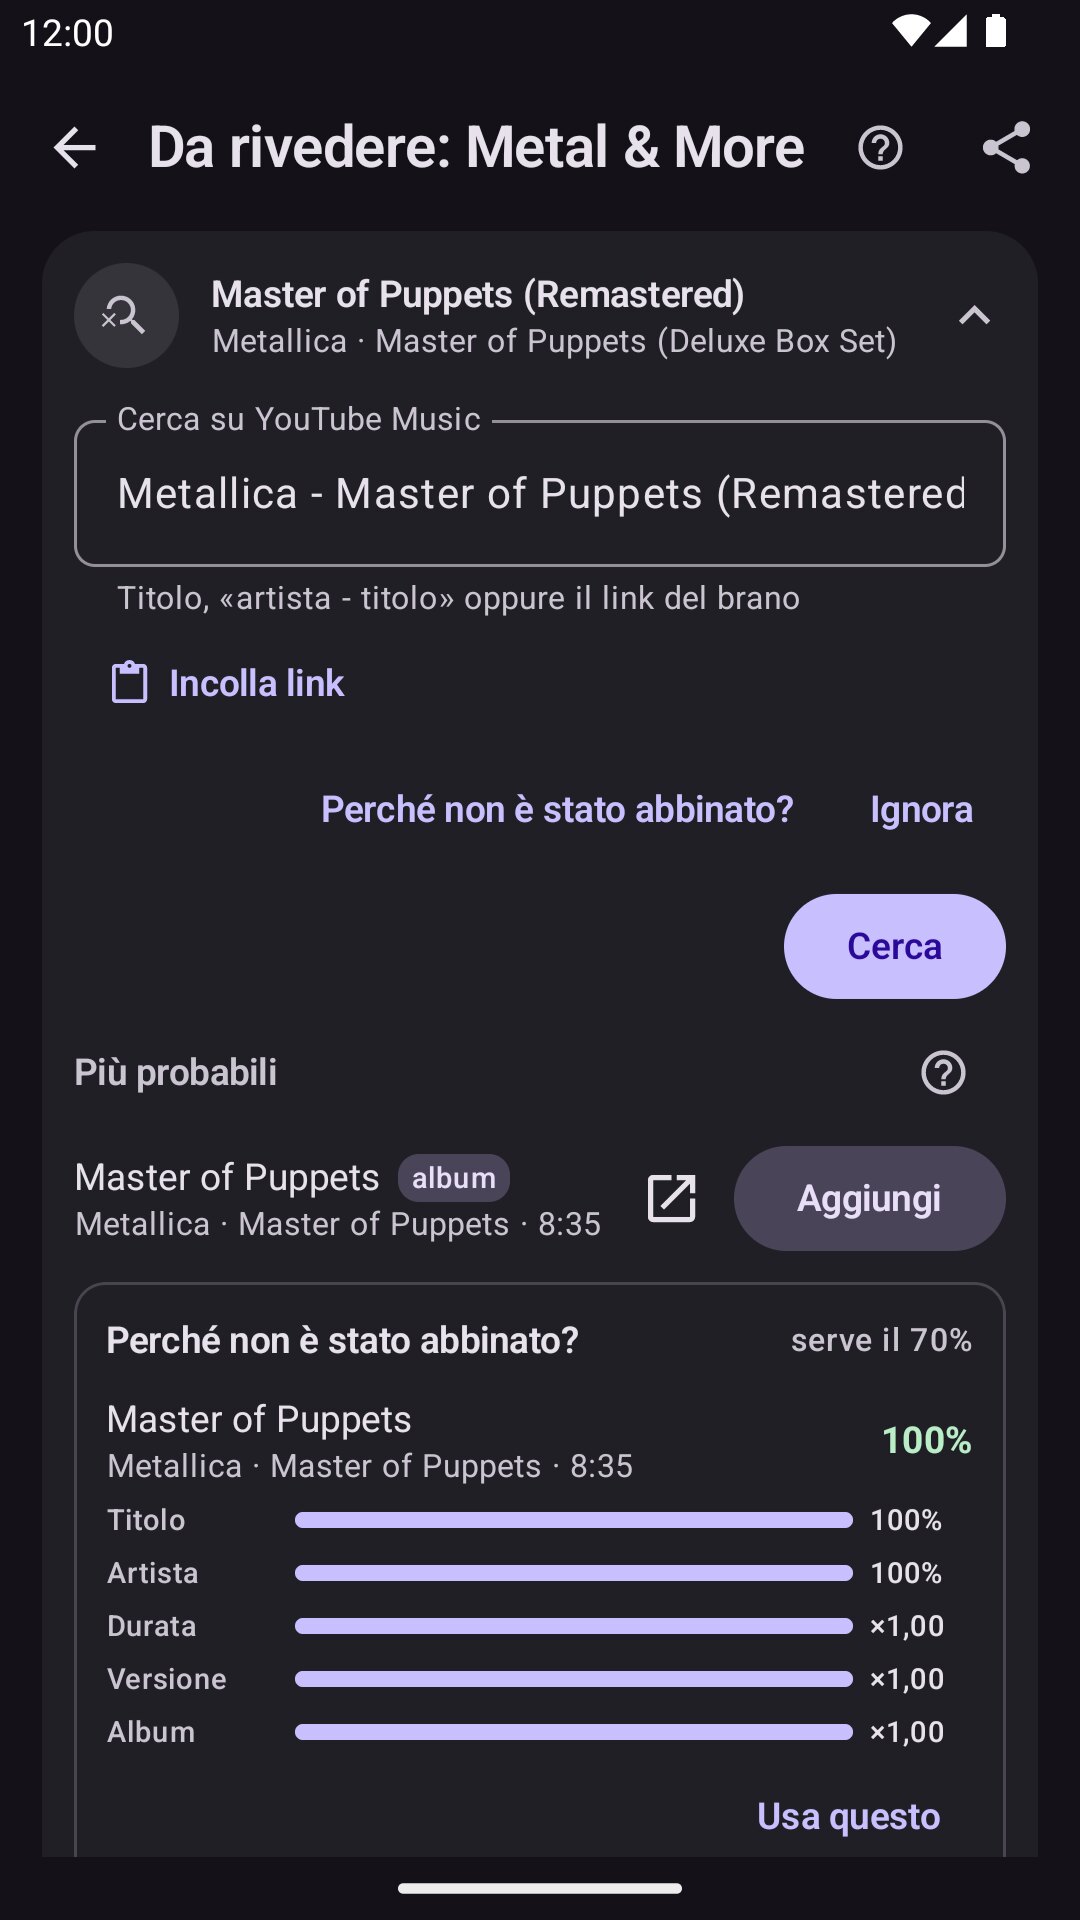 12:00
Da rivedere: Metal & More
Master of Puppets (Remastered)
Metallica · Master of Puppets (Deluxe Box Set)
Cerca su YouTube Music
Metallica - Master of Puppets (Remastered
Titolo, «artista - titolo» oppure il link del brano
Incolla link
Perché non è stato abbinato? Ignora
Cerca
Più probabili
Master of Puppets album
Metallica · Master of Puppets · 8:35
Aggiungi
Perché non è stato abbinato? serve il 70%
Master of Puppets
Metallica · Master of Puppets · 8:35
100%
Titolo 100%
Artista 100%
Durata ×1,00
Versione ×1,00
Album ×1,00
Usa questo